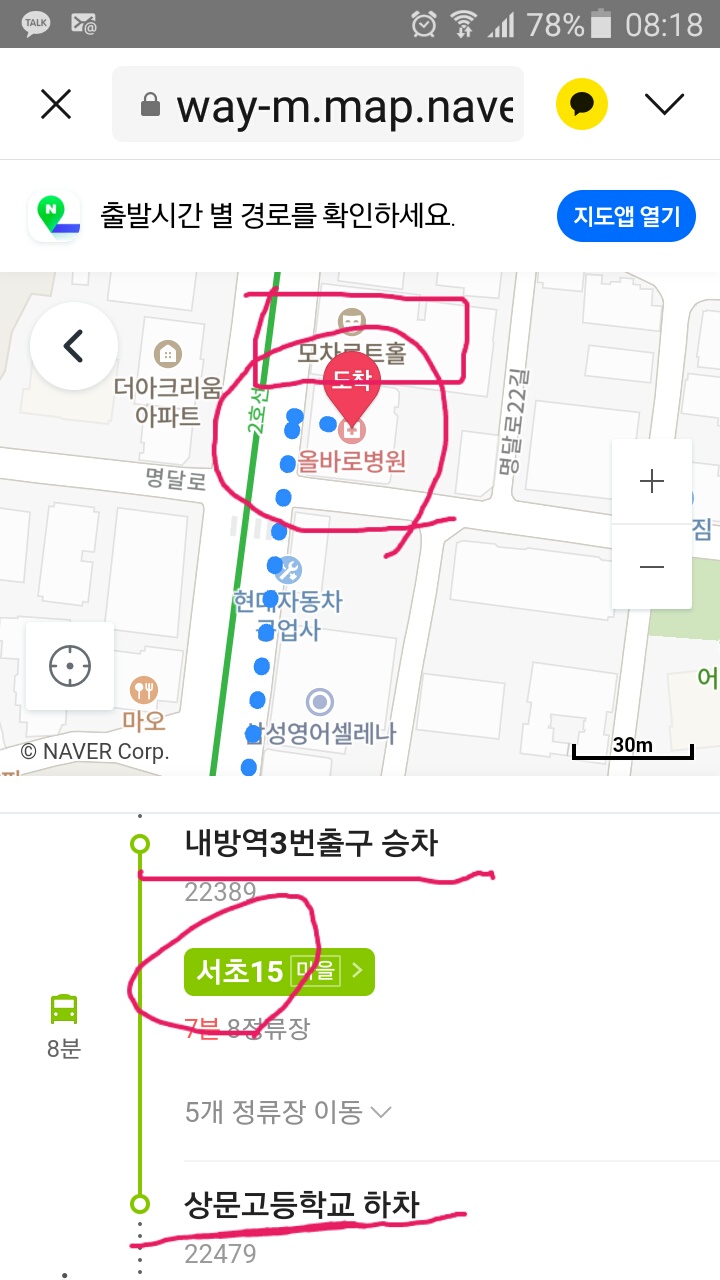 TALK
78% 08:18
way-m.map.nave
출발시간 별 경로를 확인하세요.
지도앱 열기
모차르트홀
더아크리움
아파트
도착
2호선
올바로병원
명달로22길
명달로
짐
현대자동차
공업사
어
마오
삼성영어셀레나
© NAVER Corp.
30m
내방역3번출구 승차
22389
서초15 마을
7분 8정류장
8분
5개 정류장 이동
상문고등학교 하차
22479